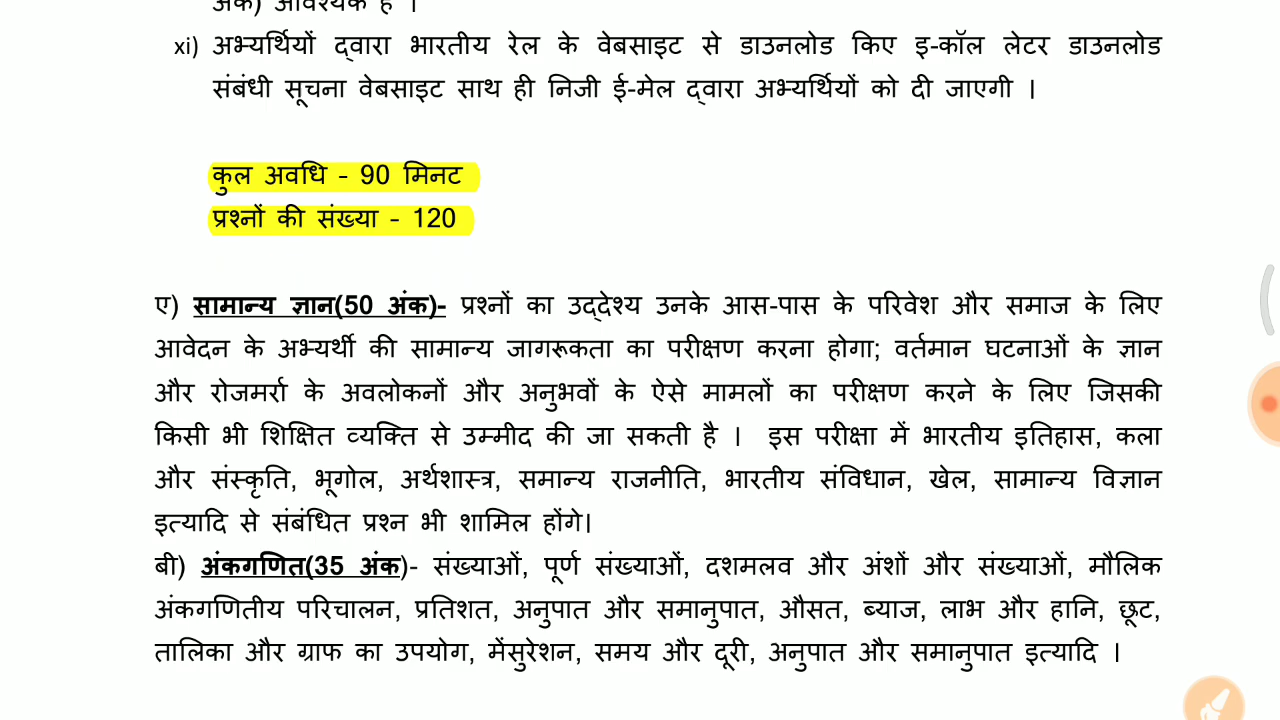 अंक) आवश्यक है ।
xi) अभ्यर्थियों द्वारा भारतीय रेल के वेबसाइट से डाउनलोड किए इ-कॉल लेटर डाउनलोड
संबंधी सूचना वेबसाइट साथ ही निजी ई-मेल द्वारा अभ्यर्थियों को दी जाएगी ।
कुल अवधि - 90 मिनट
प्रश्नों की संख्या - 120
ए) सामान्य ज्ञान(50 अंक)- प्रश्नों का उद्देश्य उनके आस-पास के परिवेश और समाज के लिए
आवेदन के अभ्यर्थी की सामान्य जागरूकता का परीक्षण करना होगा; वर्तमान घटनाओं के ज्ञान
और रोजमर्रा के अवलोकनों और अनुभवों के ऐसे मामलों का परीक्षण करने के लिए जिसकी
किसी भी शिक्षित व्यक्ति से उम्मीद की जा सकती है । इस परीक्षा में भारतीय इतिहास, कला
और संस्कृति, भूगोल, अर्थशास्त्र, समान्य राजनीति, भारतीय संविधान, खेल, सामान्य विज्ञान
इत्यादि से संबंधित प्रश्न भी शामिल होंगे।
बी) अंकगणित(35 अंक)- संख्याओं, पूर्ण संख्याओं, दशमलव और अंशों और संख्याओं, मौलिक
अंकगणितीय परिचालन, प्रतिशत, अनुपात और समानुपात, औसत, ब्याज, लाभ और हानि, छूट,
तालिका और ग्राफ का उपयोग, मेंसुरेशन, समय और दूरी, अनुपात और समानुपात इत्यादि ।